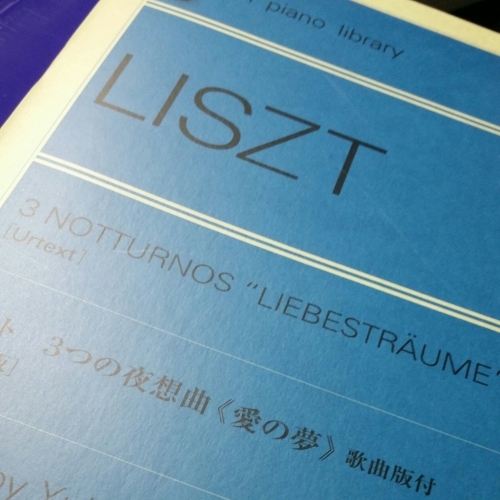 piano library
LISZT
3 NOTTURNOS "LIEBESTRÄUME"
[Urtext]
ト 3つの夜想曲《愛の夢》歌曲版付
by